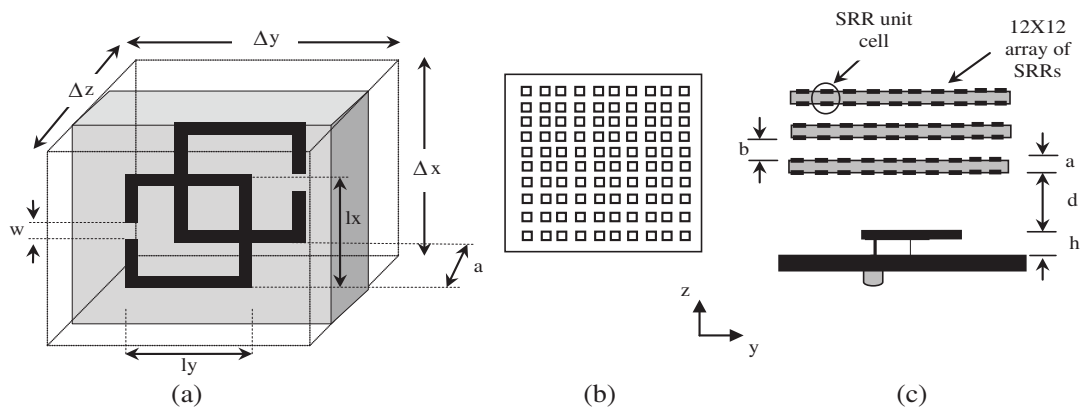 Δy
Δz
Δx
w
lx
a
ly
(a)
z
y
(b)
SRR unit
cell
12X12
array of
SRRs
b
a
d
h
(c)